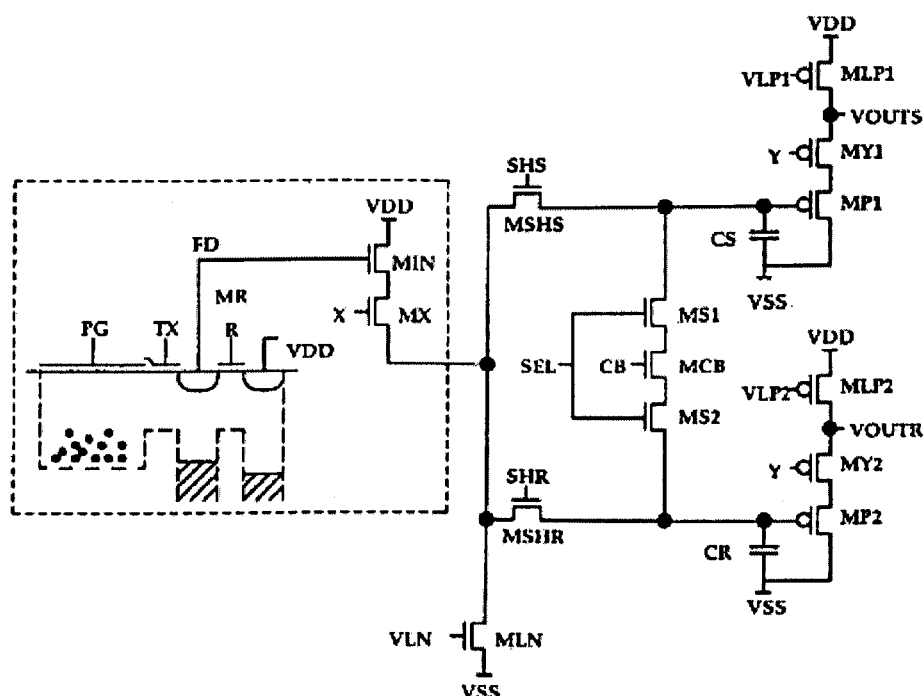 VDD
VLP1 MLP1
VOUTS
Y MY1
SHS
MP1
VDD
MSHS
CS
FD
MIN
VSS
MR
X MX
MS1
PG TX R
VDD
VDD
SEL CB MCB
VLP2 MLP2
MS2
VOUTR
SHR
Y MY2
MP2
MSHR
CR
VSS
VLN MLN
VSS